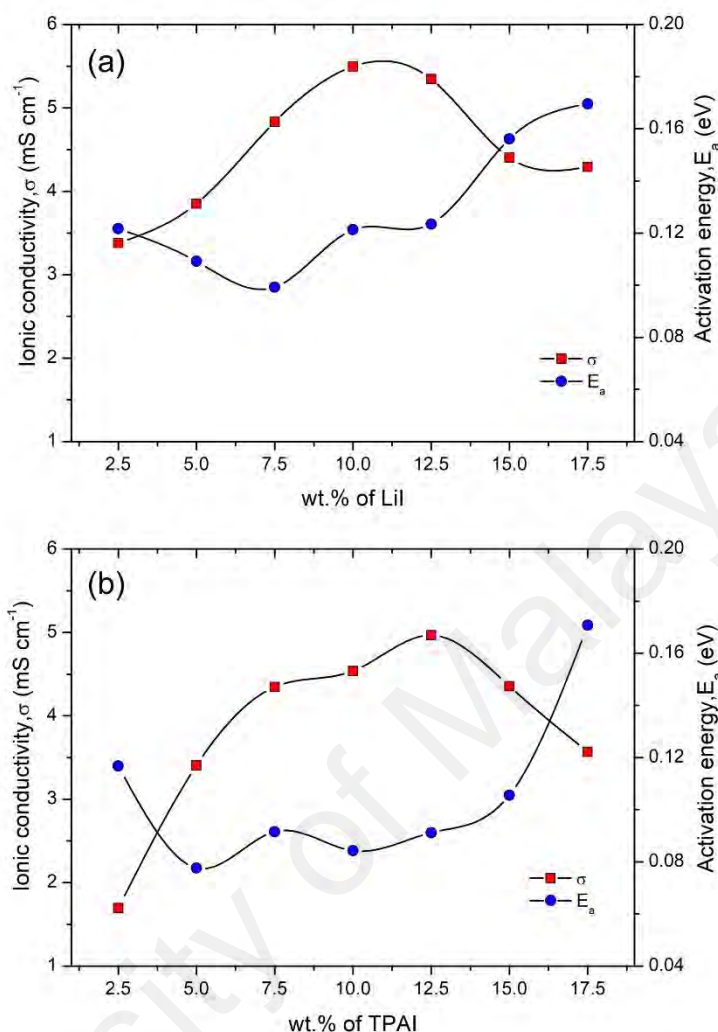 (a)
6
5
4
3
2
1
Ionic conductivity,σ (mS cm⁻¹)
0.20
0.16
0.12
0.08
0.04
Activation energy,Eₐ (eV)
σ
Eₐ
2.5 5.0 7.5 10.0 12.5 15.0 17.5
wt.% of LiI
(b)
6
5
4
3
2
1
Ionic conductivity,σ (mS cm⁻¹)
0.20
0.16
0.12
0.08
0.04
Activation energy,Eₐ (eV)
σ
Eₐ
2.5 5.0 7.5 10.0 12.5 15.0 17.5
wt.% of TPAI
sity of Malaya